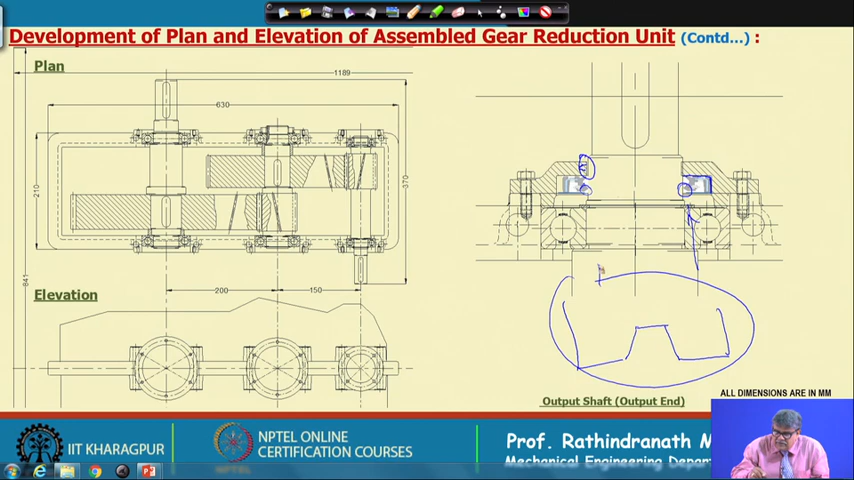 Development of Plan and Elevation of Assembled Gear Reduction Unit (Contd...) :
Plan
1189
630
210
370
841
200
150
Elevation
Output Shaft (Output End)
ALL DIMENSIONS ARE IN MM
IIT KHARAGPUR
NPTEL ONLINE
CERTIFICATION COURSES
Prof. Rathindranath M
Mechanical Engineering